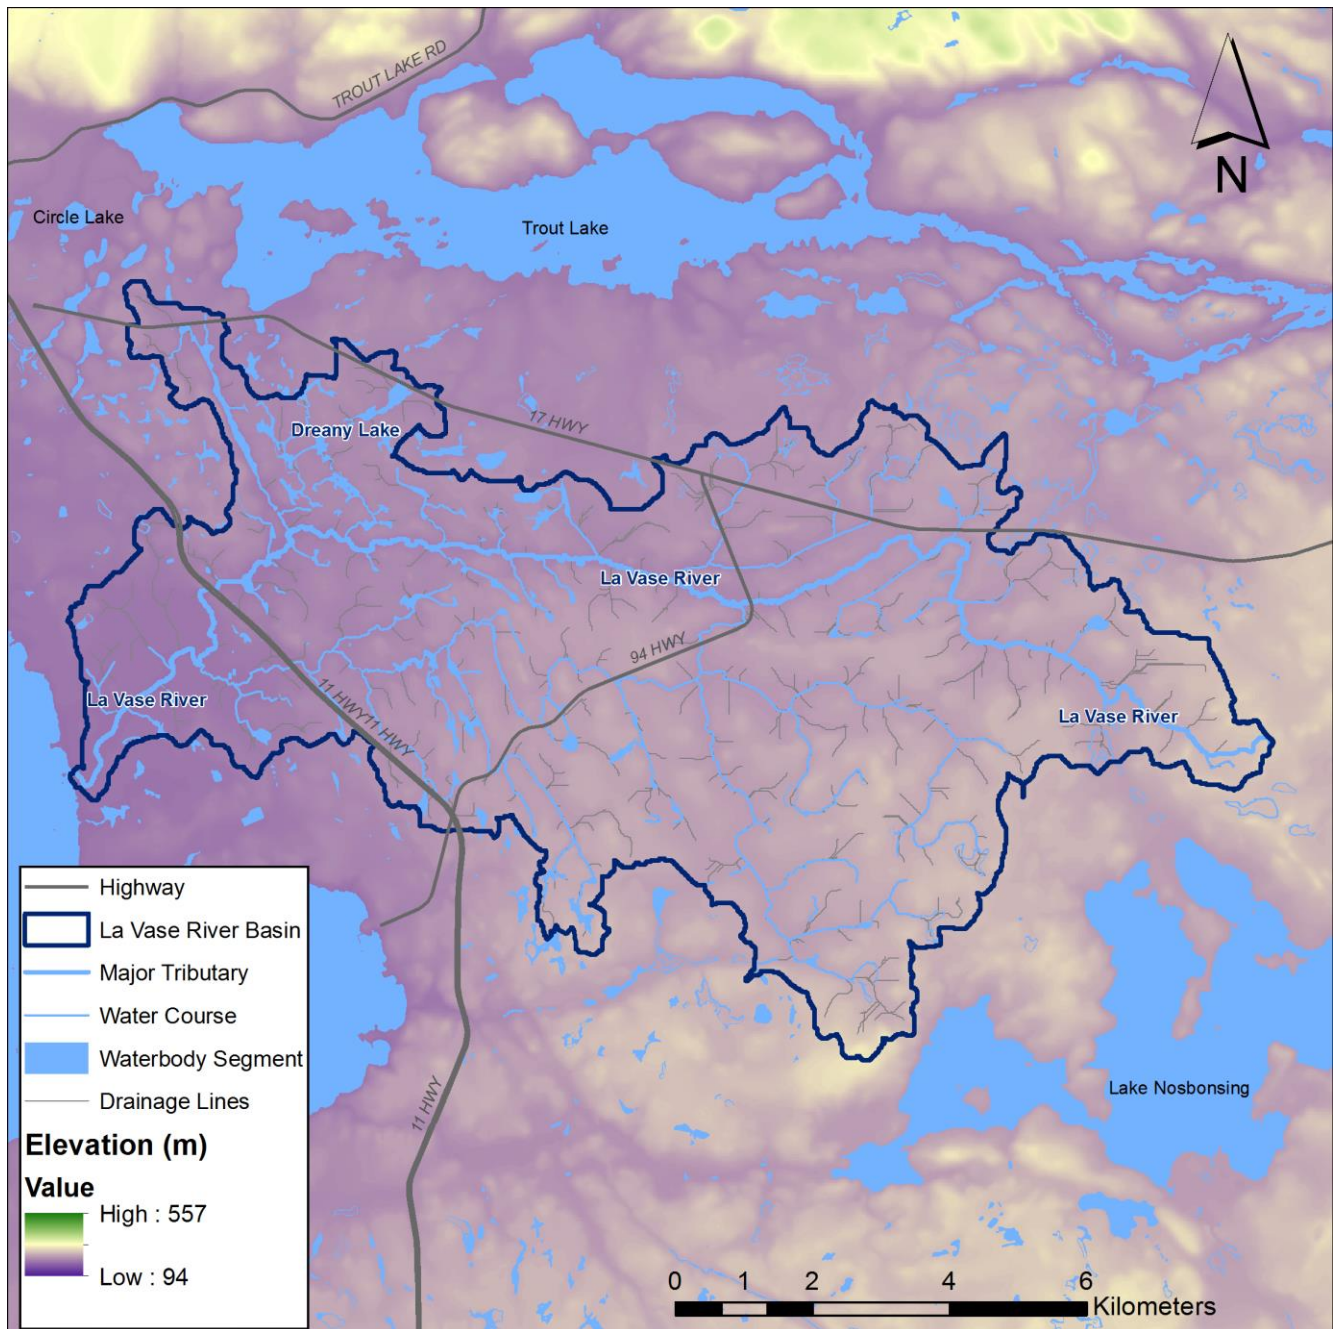 TROUT LAKE RD
N
Circle Lake
Trout Lake
17 HWY
Dreany Lake
La Vase River
94 HWY
La Vase River
11 HWY
11 HWY
La Vase River
11 HWY
Lake Nosbonsing
Highway
La Vase River Basin
Major Tributary
Water Course
Waterbody Segment
Drainage Lines
Elevation (m)
Value
High : 557
Low : 94
0 1 2 4 6
Kilometers